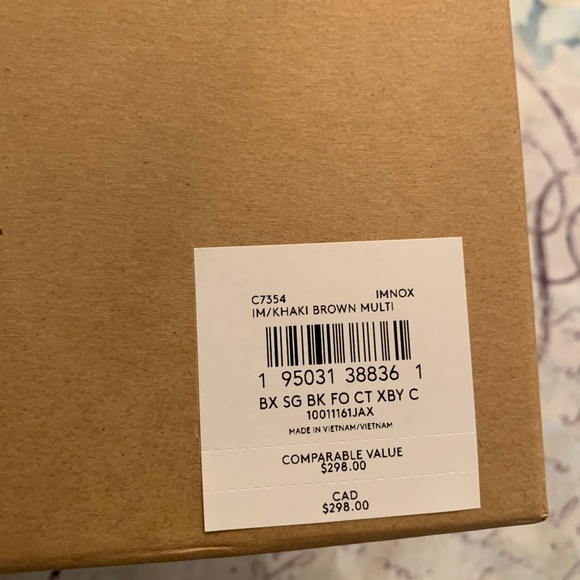 C7354 IMNOX
IM/KHAKI BROWN MULTI
1 95031 38836 1
BX SG BK FO CT XBY C
10011161JAX
MADE IN VIETNAM/VIETNAM
COMPARABLE VALUE
$298.00
CAD
$298.00